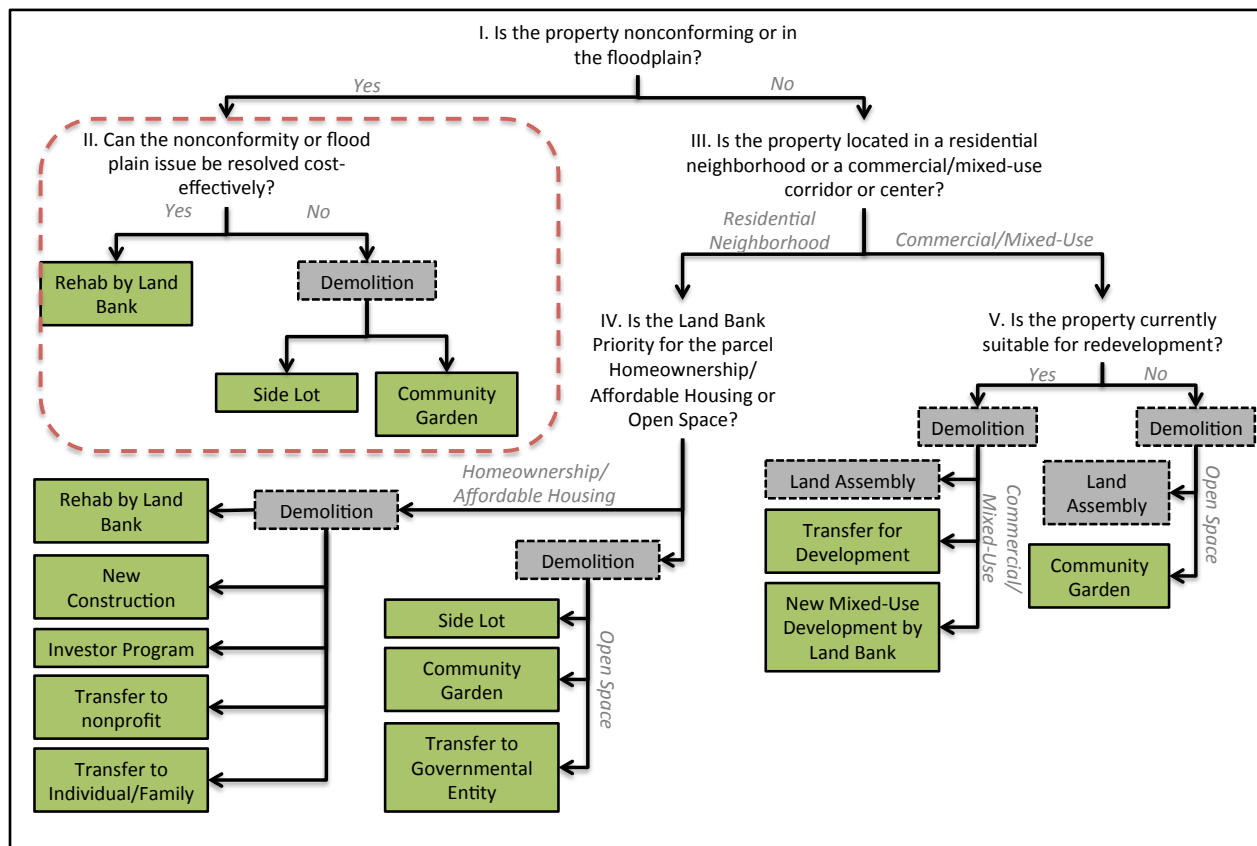 I. Is the property nonconforming or in
the floodplain?
Yes
No
II. Can the nonconformity or flood
plain issue be resolved cost-
effectively?
Yes
No
Rehab by Land
Bank
Demolition
Side Lot
Community
Garden
III. Is the property located in a residential
neighborhood or a commercial/mixed-use
corridor or center?
Residential
Neighborhood
Commercial/Mixed-Use
IV. Is the Land Bank
Priority for the parcel
Homeownership/
Affordable Housing or
Open Space?
V. Is the property currently
suitable for redevelopment?
Yes
No
Demolition
Demolition
Land Assembly
Transfer for
Development
New Mixed-Use
Development by
Land Bank
Commercial/
Mixed-Use
Land
Assembly
Community
Garden
Open Space
Homeownership/
Affordable Housing
Rehab by Land
Bank
Demolition
New
Construction
Investor Program
Transfer to
nonprofit
Transfer to
Individual/Family
Demolition
Side Lot
Community
Garden
Transfer to
Governmental
Entity
Open Space